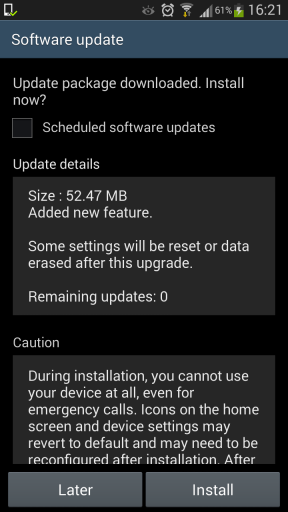 61% 16:21
Software update
Update package downloaded. Install
now?
Scheduled software updates
Update details
Size : 52.47 MB
Added new feature.
Some settings will be reset or data
erased after this upgrade.
Remaining updates: 0
Caution
During installation, you cannot use
your device at all, even for
emergency calls. Icons on the home
screen and device settings may
revert to default and may need to be
reconfigured after installation. After
Later Install